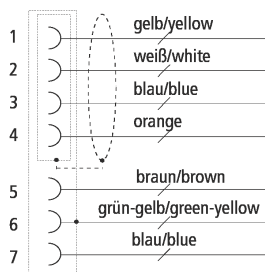 1 gelb/yellow
2 weiß/white
3 blau/blue
4 orange
5 braun/brown
6 grün-gelb/green-yellow
7 blau/blue